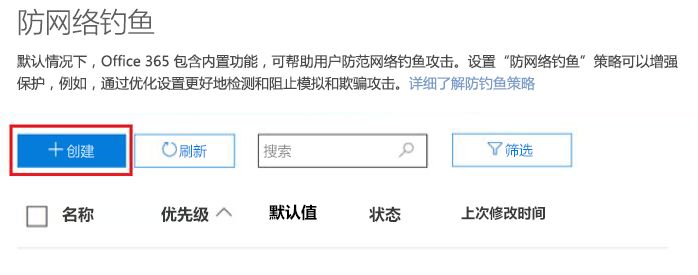 防网络钓鱼
默认情况下，Office 365 包含内置功能，可帮助用户防范网络钓鱼攻击。设置“防网络钓鱼”策略可以增强
保护，例如，通过优化设置更好地检测和阻止模拟和欺骗攻击。详细了解防钓鱼策略
创建 刷新 搜索 筛选
名称 优先级 默认值 状态 上次修改时间